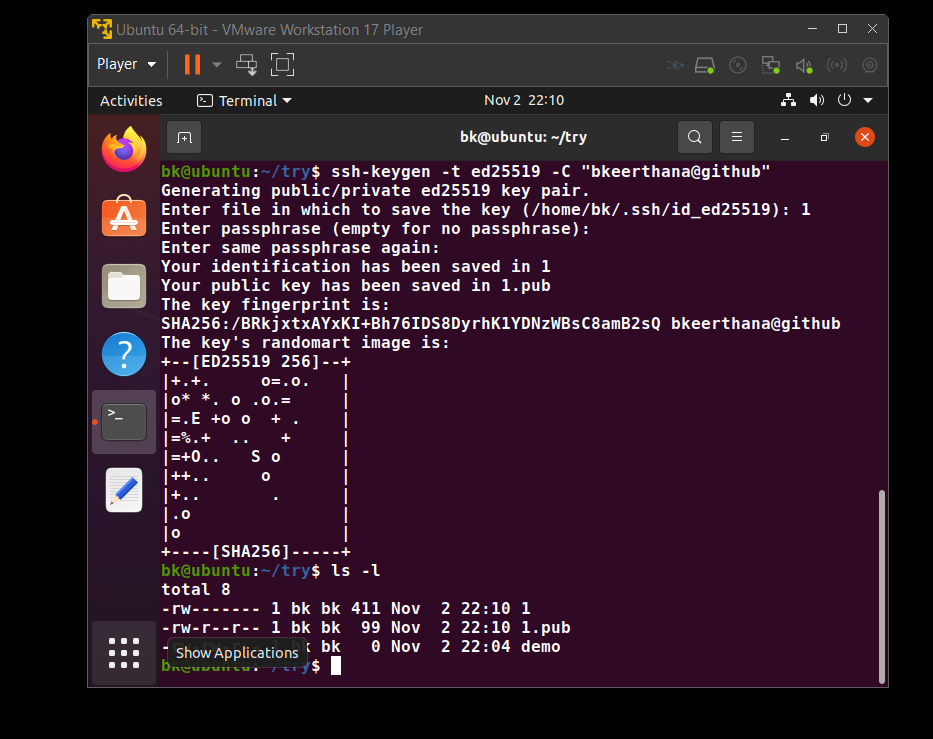 Ubuntu 64-bit - VMware Workstation 17 Player
Player
Activities
Terminal
Nov 2 22:10
bk@ubuntu: ~/try
bk@ubuntu:~/try$ ssh-keygen -t ed25519 -C "bkeerthana@github"
Generating public/private ed25519 key pair.
Enter file in which to save the key (/home/bk/.ssh/id_ed25519): 1
Enter passphrase (empty for no passphrase):
Enter same passphrase again:
Your identification has been saved in 1
Your public key has been saved in 1.pub
The key fingerprint is:
SHA256:/BRkjxtxAYxKI+Bh76IDS8DyrhK1YDNzWBsC8amB2sQ bkeerthana@github
The key's randomart image is:
+--[ED25519 256]--+
|+.+.     o=.o.   |
|o* *. o .o.=     |
|=.E +o o  + .    |
|=%.+  ..   +     |
|=+O..   S o      |
|++..     o       |
|+..       .      |
|.o               |
|o                |
+----[SHA256]-----+
bk@ubuntu:~/try$ ls -l
total 8
-rw------- 1 bk bk 411 Nov  2 22:10 1
-rw-r--r-- 1 bk bk  99 Nov  2 22:10 1.pub
-rw-r--r-- 1 bk bk   0 Nov  2 22:04 demo
Show Applications
bk@ubuntu:~/try$